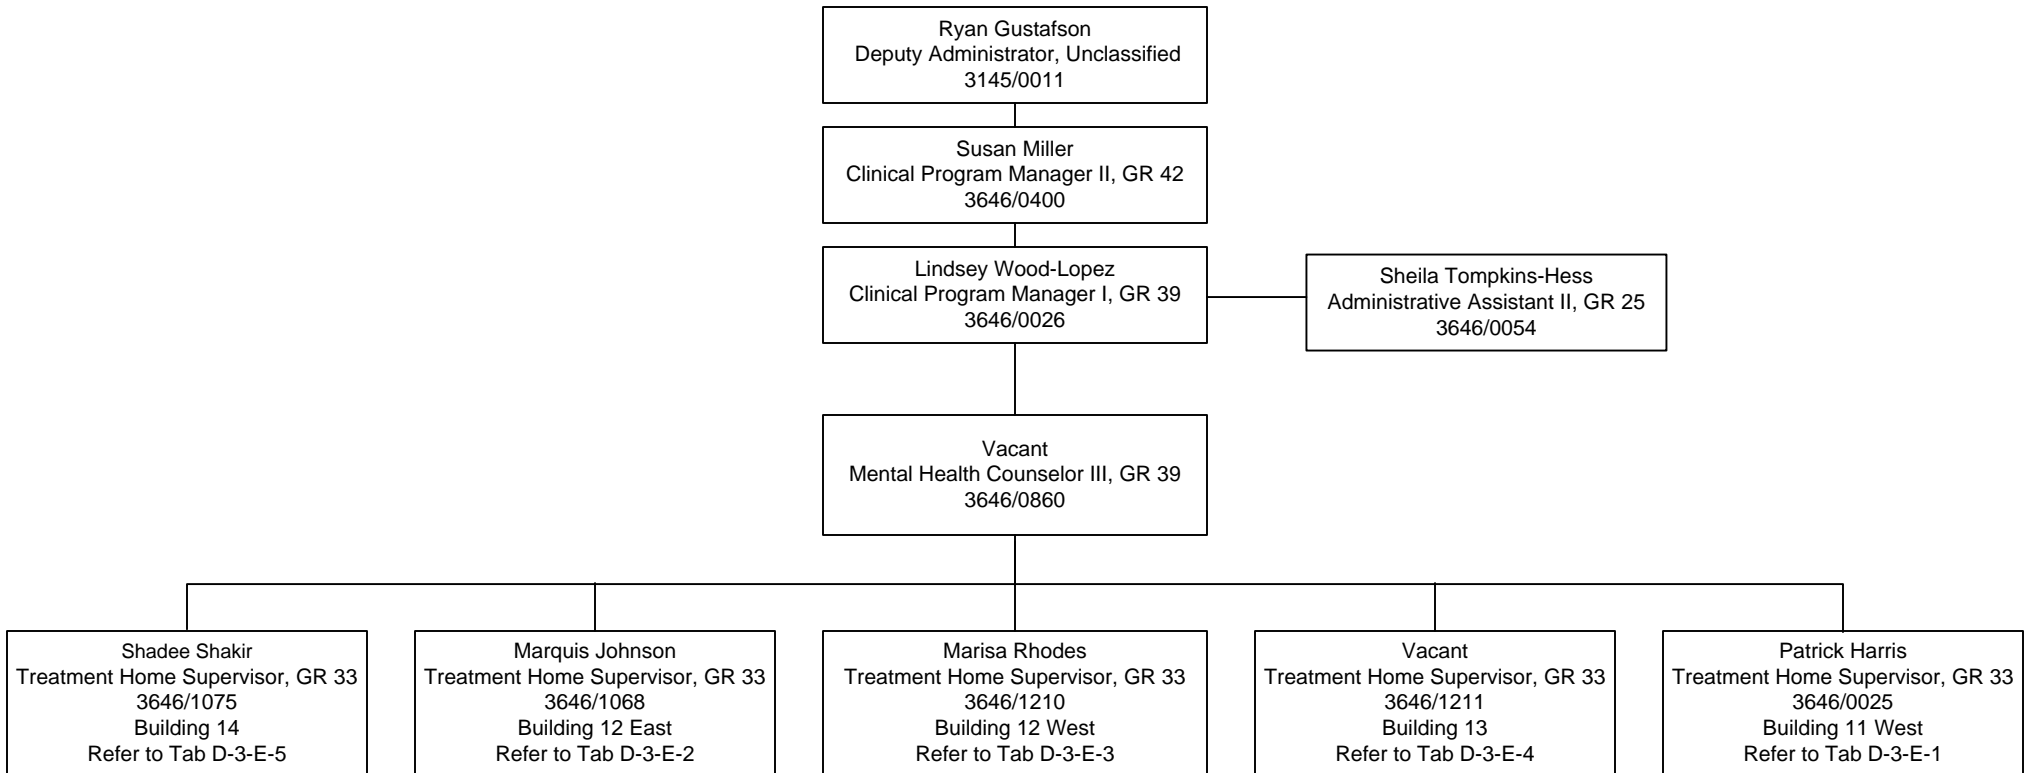 Ryan Gustafson
Deputy Administrator, Unclassified
3145/0011
Susan Miller
Clinical Program Manager II, GR 42
3646/0400
Lindsey Wood-Lopez
Clinical Program Manager I, GR 39
3646/0026
Sheila Tompkins-Hess
Administrative Assistant II, GR 25
3646/0054
Vacant
Mental Health Counselor III, GR 39
3646/0860
Shadee Shakir
Treatment Home Supervisor, GR 33
3646/1075
Building 14
Refer to Tab D-3-E-5
Marquis Johnson
Treatment Home Supervisor, GR 33
3646/1068
Building 12 East
Refer to Tab D-3-E-2
Marisa Rhodes
Treatment Home Supervisor, GR 33
3646/1210
Building 12 West
Refer to Tab D-3-E-3
Vacant
Treatment Home Supervisor, GR 33
3646/1211
Building 13
Refer to Tab D-3-E-4
Patrick Harris
Treatment Home Supervisor, GR 33
3646/0025
Building 11 West
Refer to Tab D-3-E-1